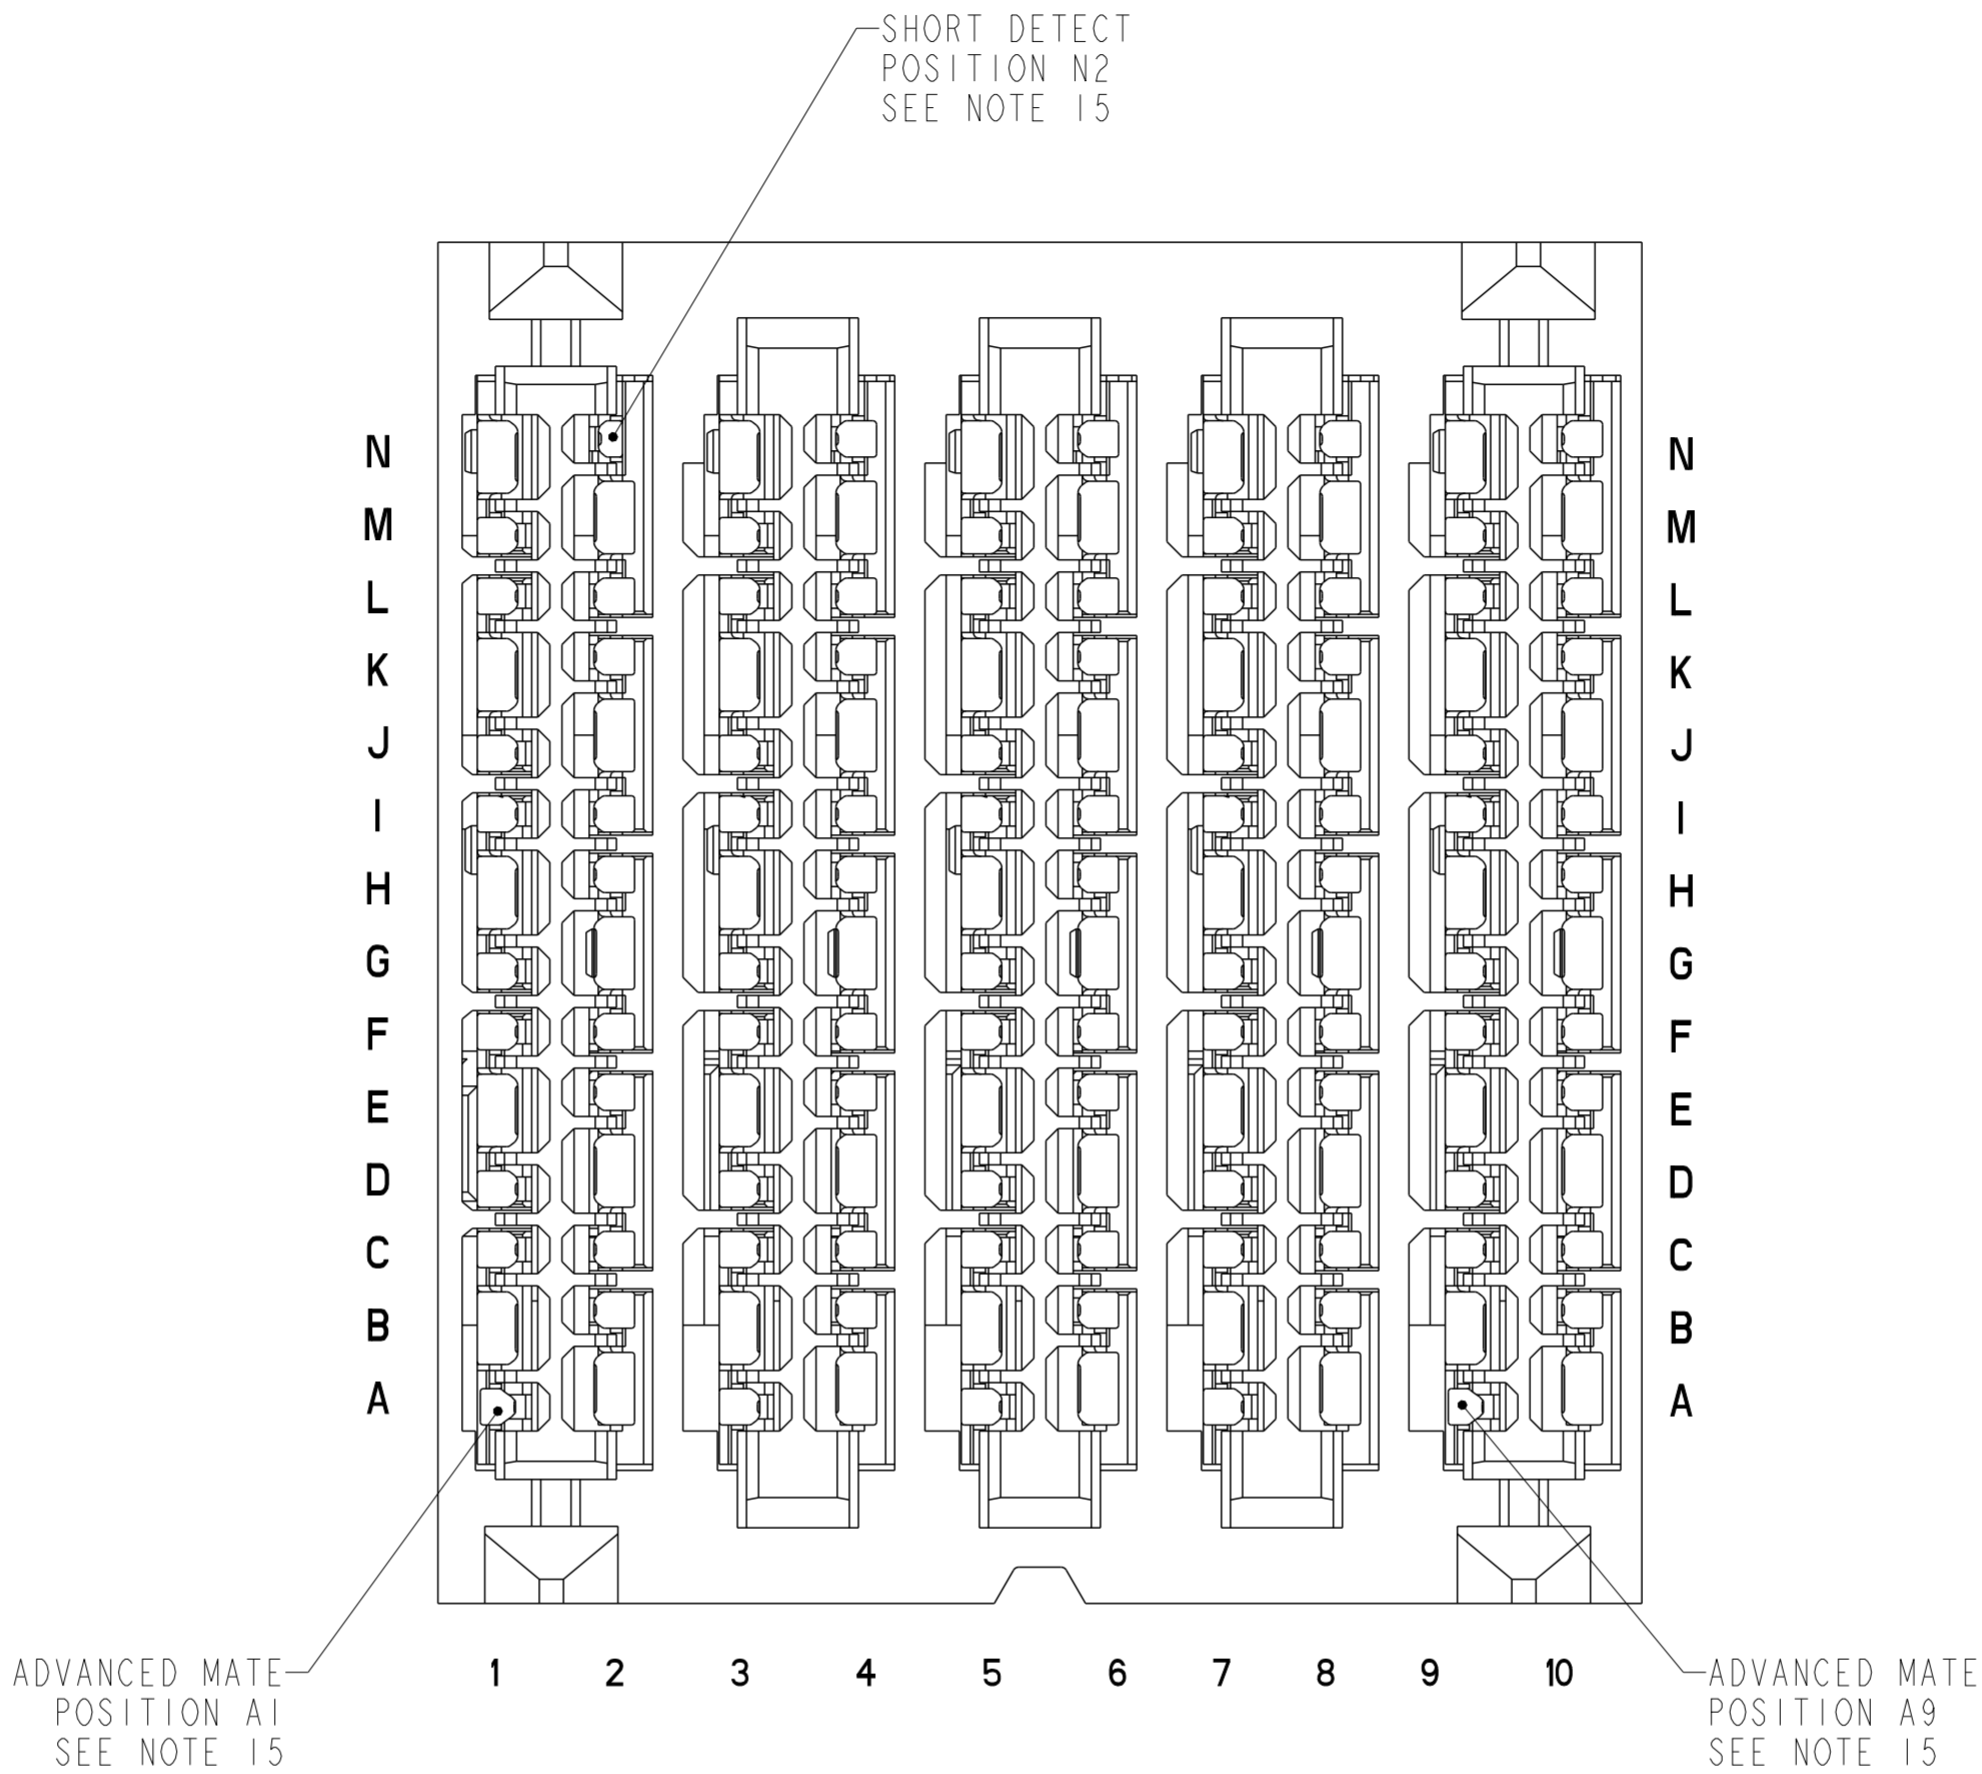 SHORT DETECT
POSITION N2
SEE NOTE 15
N N
M M
L L
K K
J J
I I
H H
G G
F F
E E
D D
C C
B B
A A
1 2 3 4 5 6 7 8 9 10
ADVANCED MATE
POSITION A1
SEE NOTE 15
ADVANCED MATE
POSITION A9
SEE NOTE 15